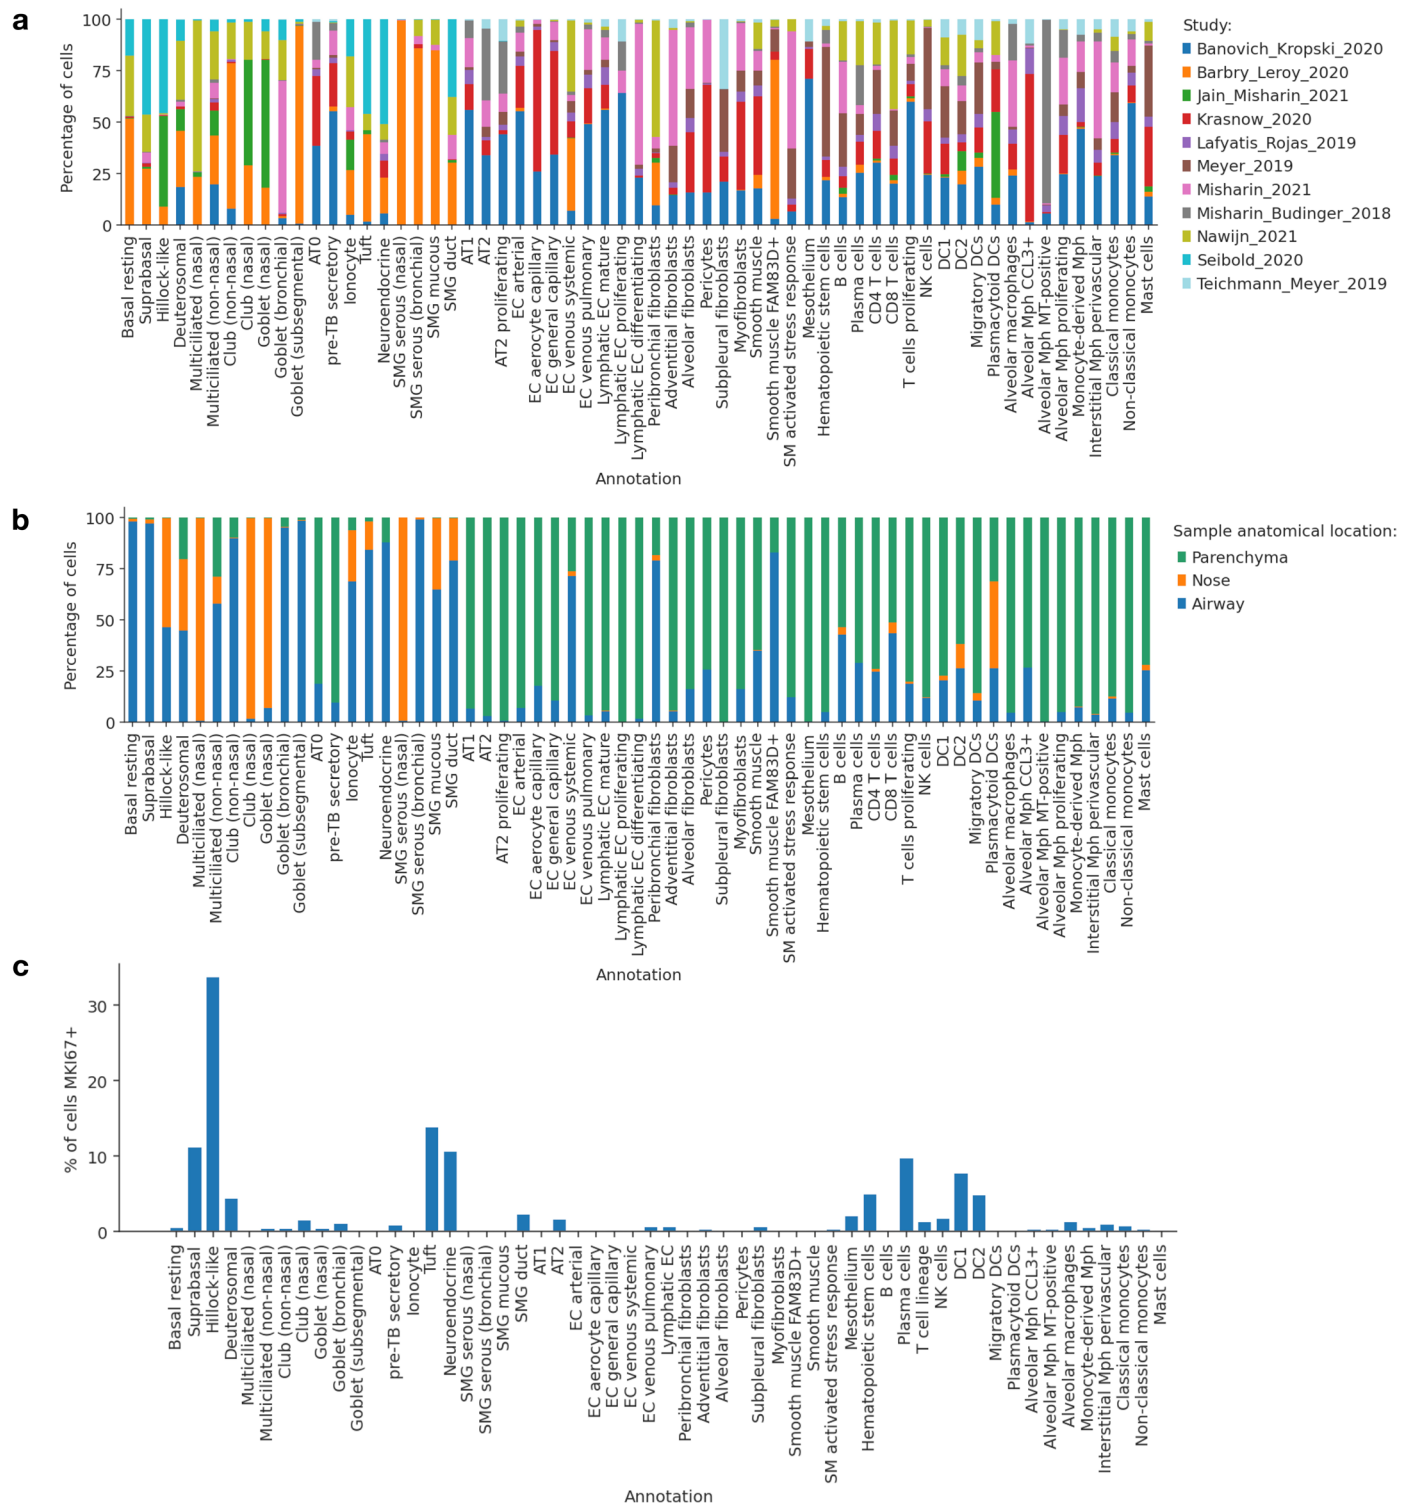 a
100
75
50
25
0
Percentage of cells
Basal resting
Suprabasal
Hillock-like
Deuterosomal
Multiciliated (nasal)
Multiciliated (non-nasal)
Club (non-nasal)
Club (nasal)
Goblet (nasal)
Goblet (bronchial)
Goblet (subsegmental)
AT0
pre-TB secretory
Ionocyte
Tuft
Neuroendocrine
SMG serous (nasal)
SMG serous (bronchial)
SMG mucous
SMG duct
AT1
AT2
AT2 proliferating
EC arterial
EC aerocyte capillary
EC general capillary
EC venous systemic
EC venous pulmonary
Lymphatic EC mature
Lymphatic EC proliferating
Lymphatic EC differentiating
Peribronchial fibroblasts
Adventitial fibroblasts
Alveolar fibroblasts
Pericytes
Subpleural fibroblasts
Myofibroblasts
Smooth muscle
Smooth muscle FAM83D+
SM activated stress response
Mesothelium
Hematopoietic stem cells
B cells
Plasma cells
CD4 T cells
CD8 T cells
T cells proliferating
NK cells
DC1
DC2
Migratory DCs
Plasmacytoid DCs
Alveolar macrophages
Alveolar Mph CCL3+
Alveolar Mph MT-positive
Alveolar Mph proliferating
Monocyte-derived Mph
Interstitial Mph perivascular
Classical monocytes
Non-classical monocytes
Mast cells
Annotation
Study:
Banovich_Kropski_2020
Barbry_Leroy_2020
Jain_Misharin_2021
Krasnow_2020
Lafyatis_Rojas_2019
Meyer_2019
Misharin_2021
Misharin_Budinger_2018
Nawijn_2021
Seibold_2020
Teichmann_Meyer_2019
b
100
75
50
25
0
Percentage of cells
Basal resting
Suprabasal
Hillock-like
Deuterosomal
Multiciliated (nasal)
Multiciliated (non-nasal)
Club (non-nasal)
Club (nasal)
Goblet (nasal)
Goblet (bronchial)
Goblet (subsegmental)
AT0
pre-TB secretory
Ionocyte
Tuft
Neuroendocrine
SMG serous (nasal)
SMG serous (bronchial)
SMG mucous
SMG duct
AT1
AT2
AT2 proliferating
EC arterial
EC aerocyte capillary
EC general capillary
EC venous systemic
EC venous pulmonary
Lymphatic EC mature
Lymphatic EC proliferating
Lymphatic EC differentiating
Peribronchial fibroblasts
Adventitial fibroblasts
Alveolar fibroblasts
Pericytes
Subpleural fibroblasts
Myofibroblasts
Smooth muscle
Smooth muscle FAM83D+
SM activated stress response
Mesothelium
Hematopoietic stem cells
B cells
Plasma cells
CD4 T cells
CD8 T cells
T cells proliferating
NK cells
DC1
DC2
Migratory DCs
Plasmacytoid DCs
Alveolar macrophages
Alveolar Mph CCL3+
Alveolar Mph MT-positive
Alveolar Mph proliferating
Monocyte-derived Mph
Interstitial Mph perivascular
Classical monocytes
Non-classical monocytes
Mast cells
Annotation
Sample anatomical location:
Parenchyma
Nose
Airway
c
30
20
10
0
% of cells MKI67+
Basal resting
Suprabasal
Hillock-like
Deuterosomal
Multiciliated (nasal)
Multiciliated (non-nasal)
Club (non-nasal)
Club (nasal)
Goblet (nasal)
Goblet (bronchial)
Goblet (subsegmental)
AT0
pre-TB secretory
Ionocyte
Tuft
Neuroendocrine
SMG serous (nasal)
SMG serous (bronchial)
SMG mucous
SMG duct
AT1
AT2
EC arterial
EC aerocyte capillary
EC general capillary
EC venous systemic
EC venous pulmonary
Lymphatic EC
Peribronchial fibroblasts
Adventitial fibroblasts
Alveolar fibroblasts
Pericytes
Subpleural fibroblasts
Myofibroblasts
Smooth muscle FAM83D+
Smooth muscle
SM activated stress response
Mesothelium
Hematopoietic stem cells
B cells
Plasma cells
T cell lineage
NK cells
DC1
DC2
Migratory DCs
Plasmacytoid DCs
Alveolar Mph CCL3+
Alveolar Mph MT-positive
Alveolar macrophages
Monocyte-derived Mph
Interstitial Mph perivascular
Classical monocytes
Non-classical monocytes
Mast cells
Annotation